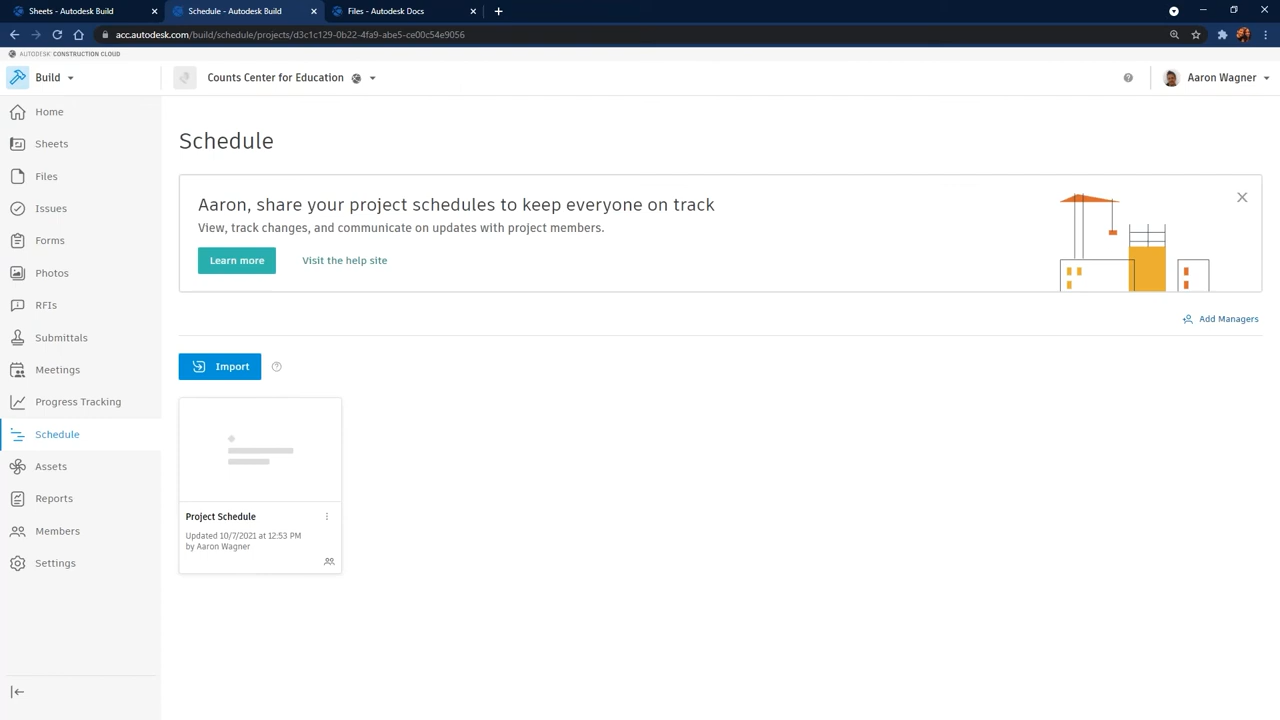 Sheets - Autodesk Build
Schedule - Autodesk Build
Files - Autodesk Docs
acc.autodesk.com/build/schedule/projects/d3c1c129-0b22-4fa9-abe5-ce00c54e9056
AUTODESK CONSTRUCTION CLOUD
Build
Counts Center for Education
Aaron Wagner
Home
Sheets
Files
Issues
Forms
Photos
RFIs
Submittals
Meetings
Progress Tracking
Schedule
Assets
Reports
Members
Settings
Schedule
Aaron, share your project schedules to keep everyone on track
View, track changes, and communicate on updates with project members.
Learn more
Visit the help site
Add Managers
Import
Project Schedule
Updated 10/7/2021 at 12:53 PM
by Aaron Wagner